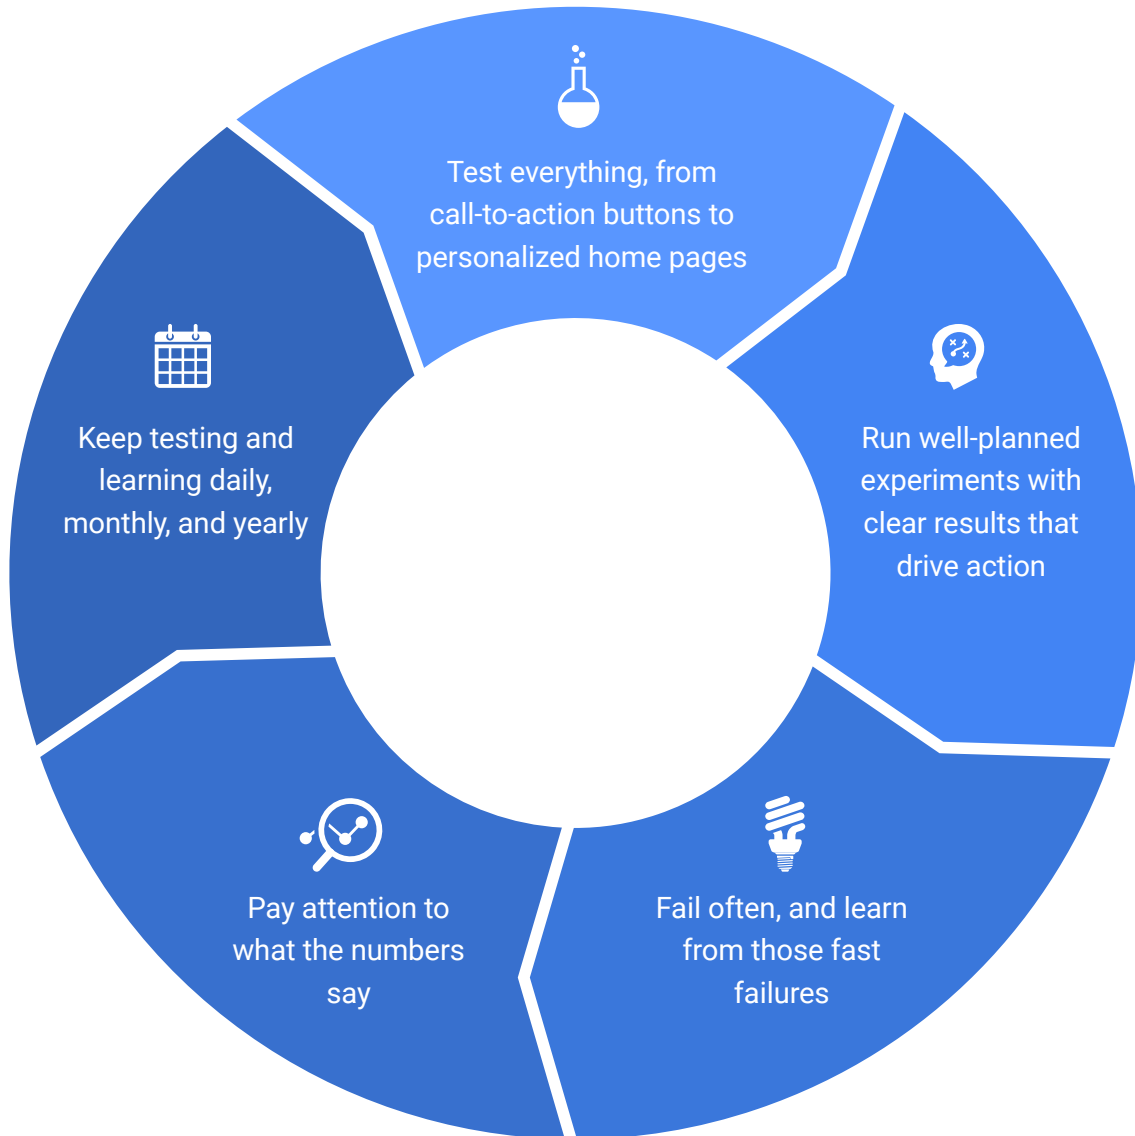 Test everything, from
call-to-action buttons to
personalized home pages
Run well-planned
experiments with
clear results that
drive action
Fail often, and learn
from those fast
failures
Pay attention to
what the numbers
say
Keep testing and
learning daily,
monthly, and yearly